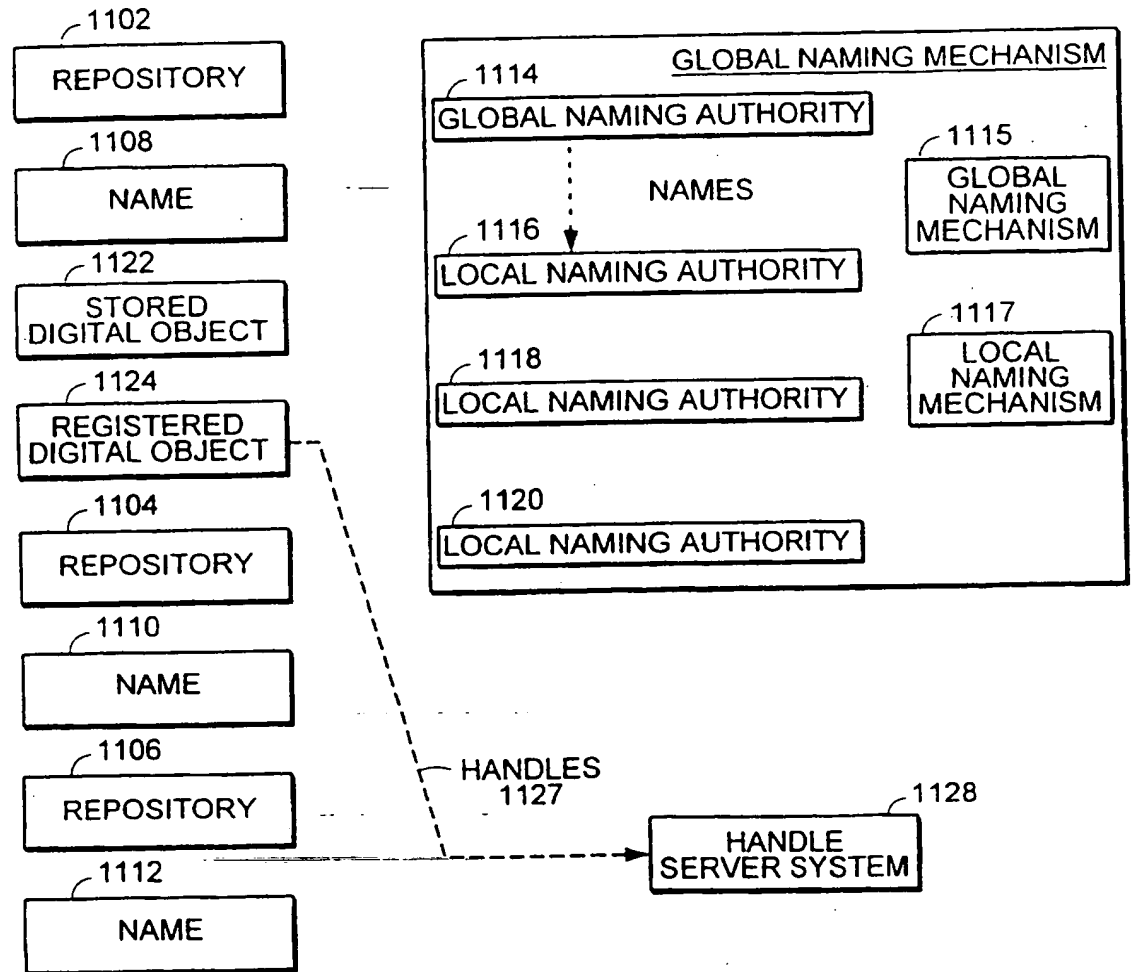 1102
REPOSITORY
1108
NAME
1122
STORED
DIGITAL OBJECT
1124
REGISTERED
DIGITAL OBJECT
1104
REPOSITORY
1110
NAME
1106
REPOSITORY
1112
NAME
GLOBAL NAMING MECHANISM
1114
GLOBAL NAMING AUTHORITY
NAMES
1115
GLOBAL
NAMING
MECHANISM
1116
LOCAL NAMING AUTHORITY
1117
LOCAL
NAMING
MECHANISM
1118
LOCAL NAMING AUTHORITY
1120
LOCAL NAMING AUTHORITY
HANDLES
1127
1128
HANDLE
SERVER SYSTEM